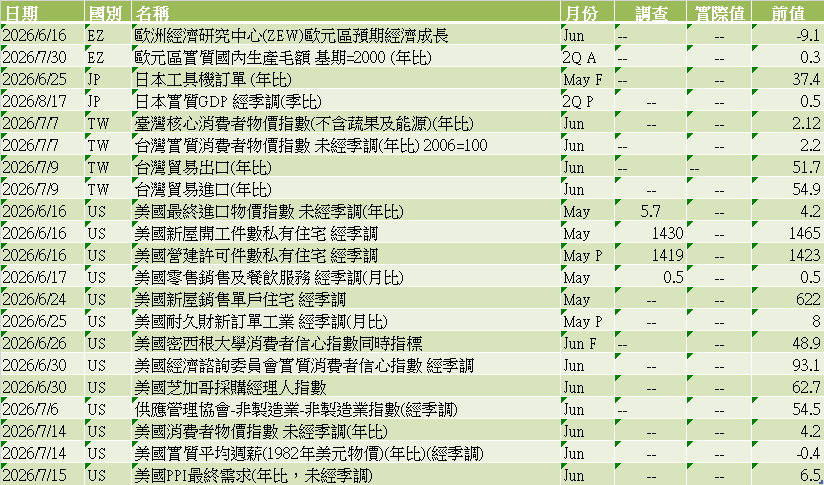 日期 國別 名稱 月份 調查 實際值 前值
2026/6/16 EZ 歐洲經濟研究中心(ZEW)歐元區預期經濟成長 Jun -- -- -9.1
2026/7/30 EZ 歐元區實質國內生產毛額 基期=2000 (年比) 2Q A -- -- 0.3
2026/6/25 JP 日本工具機訂單 (年比) May F -- -- 37.4
2026/8/17 JP 日本實質GDP 經季調(季比) 2Q P -- -- 0.5
2026/7/7 TW 臺灣核心消費者物價指數(不含蔬果及能源)(年比) Jun -- -- 2.12
2026/7/7 TW 台灣實質消費者物價指數 未經季調(年比) 2006=100 Jun -- -- 2.2
2026/7/9 TW 台灣貿易出口(年比) Jun -- -- 51.7
2026/7/9 TW 台灣貿易進口(年比) Jun -- -- 54.9
2026/6/16 US 美國最終進口物價指數 未經季調(年比) May 5.7 -- 4.2
2026/6/16 US 美國新屋開工件數私有住宅 經季調 May 1430 -- 1465
2026/6/16 US 美國營建許可件數私有住宅 經季調 May P 1419 -- 1423
2026/6/17 US 美國零售銷售及餐飲服務 經季調(月比) May 0.5 -- 0.5
2026/6/24 US 美國新屋銷售單戶住宅 經季調 May -- -- 622
2026/6/25 US 美國耐久財新訂單工業 經季調(月比) May P -- -- 8
2026/6/26 US 美國密西根大學消費者信心指數同時指標 Jun F -- -- 48.9
2026/6/30 US 美國經濟諮詢委員會實質消費者信心指數 經季調 Jun -- -- 93.1
2026/6/30 US 美國芝加哥採購經理人指數 Jun -- -- 62.7
2026/7/6 US 供應管理協會-非製造業-非製造業指數(經季調) Jun -- -- 54.5
2026/7/14 US 美國消費者物價指數 未經季調(年比) Jun -- -- 4.2
2026/7/14 US 美國實質平均週薪(1982年美元物價)(年比)(經季調) Jun -- -- -0.4
2026/7/15 US 美國PPI最終需求(年比，未經季調) Jun -- -- 6.5